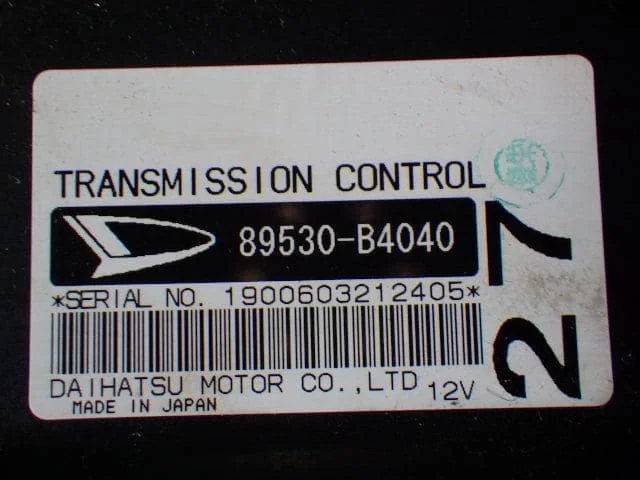 TRANSMISSION CONTROL
89530-B4040
*SERIAL NO. 1900603212405*
DAIHATSU MOTOR CO.,LTD 12V
MADE IN JAPAN
27